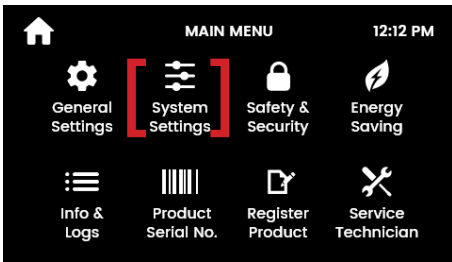 MAIN MENU
12:12 PM
General
Settings
System
Settings
Safety &
Security
Energy
Saving
Info &
Logs
Product
Serial No.
Register
Product
Service
Technician